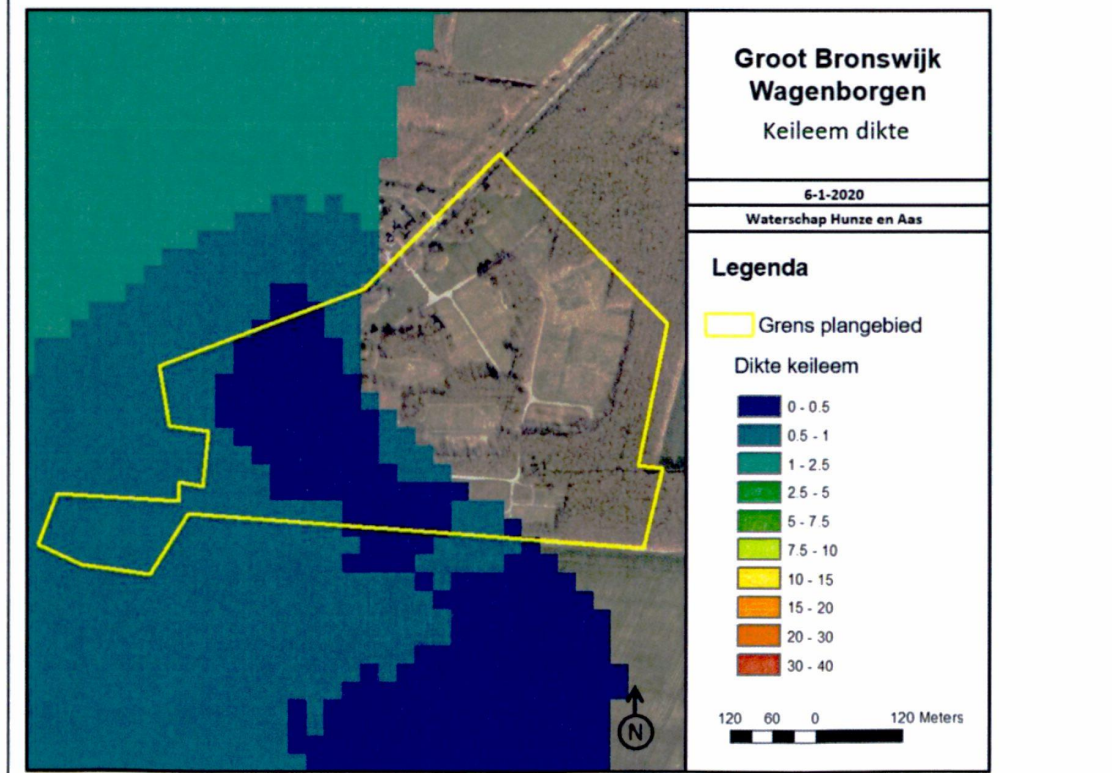 Groot Bronswijk
Wagenborgen
Keileem dikte
6-1-2020
Waterschap Hunze en Aas
Legenda
Grens plangebied
Dikte keileem
0 - 0.5
0.5 - 1
1 - 2.5
2.5 - 5
5 - 7.5
7.5 - 10
10 - 15
15 - 20
20 - 30
30 - 40
120 60 0 120 Meters
N